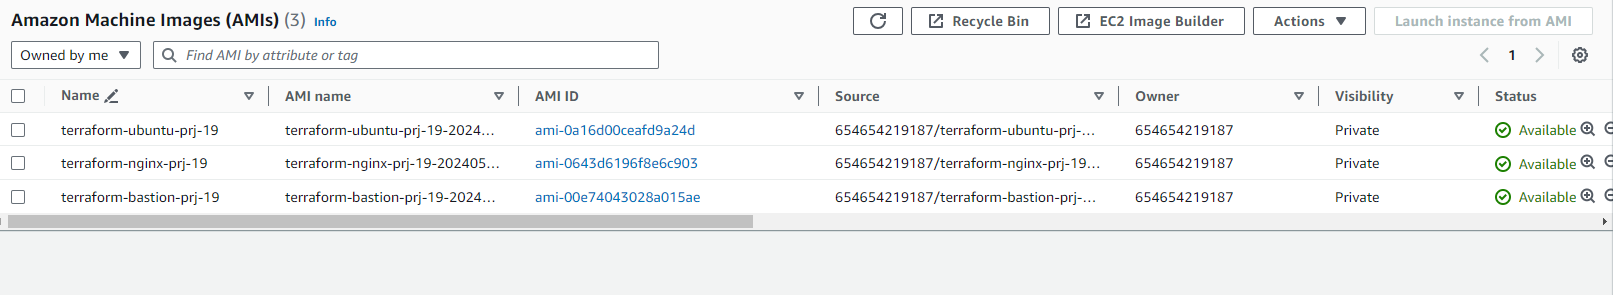 Amazon Machine Images (AMIs) (3) Info
Recycle Bin
EC2 Image Builder
Actions
Launch instance from AMI
Owned by me
Find AMI by attribute or tag
1
Name AMI name AMI ID Source Owner Visibility Status
terraform-ubuntu-prj-19 terraform-ubuntu-prj-19-2024... ami-0a16d00ceafd9a24d 654654219187/terraform-ubuntu-prj-... 654654219187 Private Available
terraform-nginx-prj-19 terraform-nginx-prj-19-202405... ami-0643d6196f8e6c903 654654219187/terraform-nginx-prj-19... 654654219187 Private Available
terraform-bastion-prj-19 terraform-bastion-prj-19-2024... ami-00e74043028a015ae 654654219187/terraform-bastion-prj-... 654654219187 Private Available